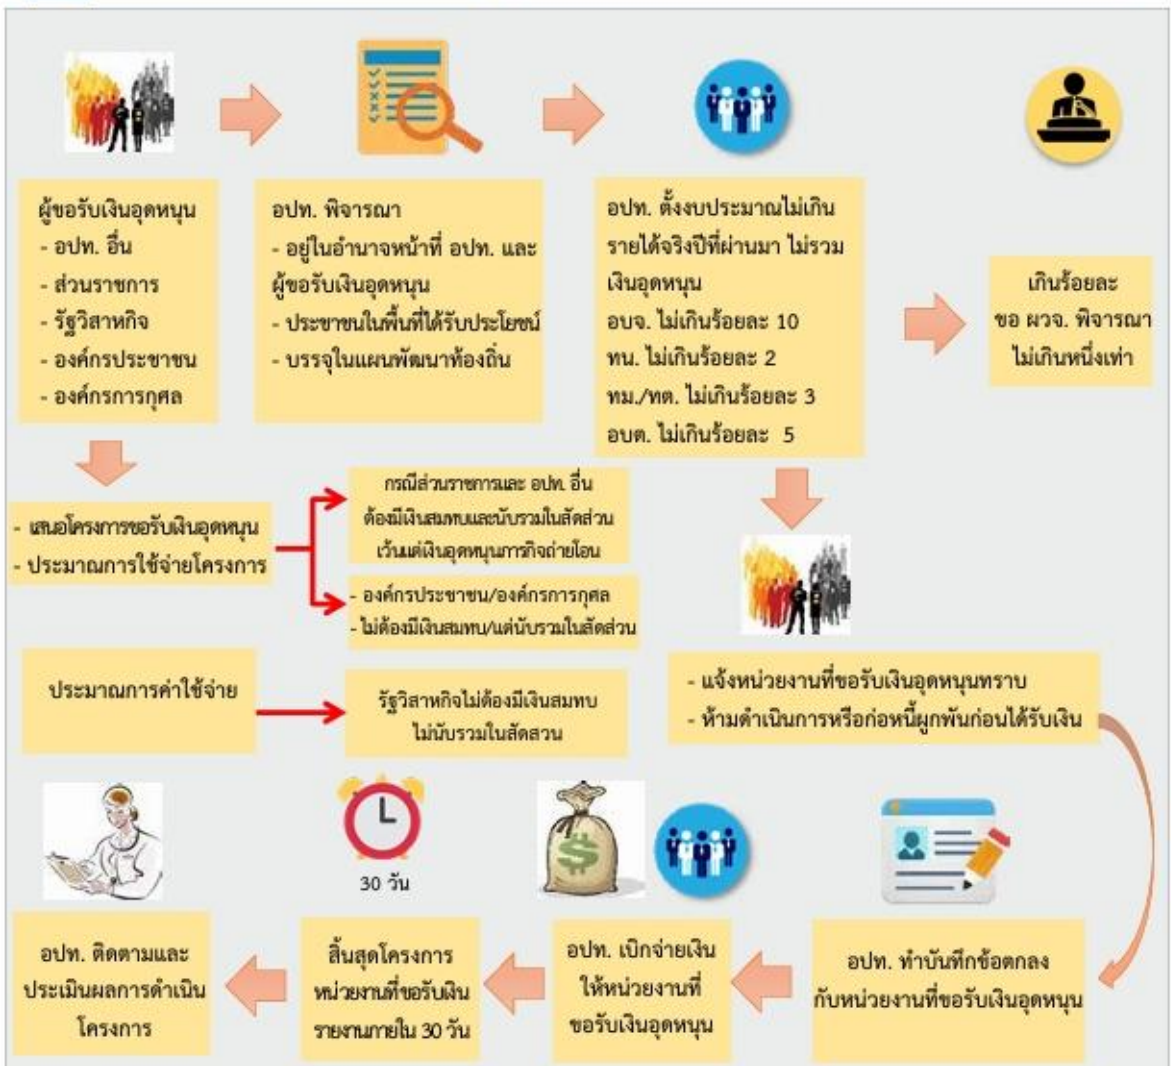 ผู้ขอรับเงินอุดหนุน
- อปท. อื่น
- ส่วนราชการ
- รัฐวิสาหกิจ
- องค์กรประชาชน
- องค์กรการกุศล
อปท. พิจารณา
- อยู่ในอำนาจหน้าที่ อปท. และ
ผู้ขอรับเงินอุดหนุน
- ประชาชนในพื้นที่ได้รับประโยชน์
- บรรจุในแผนพัฒนาท้องถิ่น
อปท. ตั้งงบประมาณไม่เกิน
รายได้จริงปีที่ผ่านมา ไม่รวม
เงินอุดหนุน
อบจ. ไม่เกินร้อยละ 10
ทน. ไม่เกินร้อยละ 2
ทม./ทต. ไม่เกินร้อยละ 3
อบต. ไม่เกินร้อยละ 5
เกินร้อยละ
ขอ ผวจ. พิจารณา
ไม่เกินหนึ่งเท่า
- เสนอโครงการขอรับเงินอุดหนุน
- ประมาณการใช้จ่ายโครงการ
กรณีส่วนราชการและ อปท. อื่น
ต้องมีเงินสมทบและนับรวมในสัดส่วน
เว้นแต่เงินอุดหนุนภารกิจถ่ายโอน
- องค์กรประชาชน/องค์กรการกุศล
- ไม่ต้องมีเงินสมทบ/แต่นับรวมในสัดส่วน
ประมาณการค่าใช้จ่าย
รัฐวิสาหกิจไม่ต้องมีเงินสมทบ
ไม่นับรวมในสัดสวน
- แจ้งหน่วยงานที่ขอรับเงินอุดหนุนทราบ
- ห้ามดำเนินการหรือก่อหนี้ผูกพันก่อนได้รับเงิน
อปท. ทำบันทึกข้อตกลง
กับหน่วยงานที่ขอรับเงินอุดหนุน
$
อปท. เบิกจ่ายเงิน
ให้หน่วยงานที่
ขอรับเงินอุดหนุน
30 วัน
สิ้นสุดโครงการ
หน่วยงานที่ขอรับเงิน
รายงานภายใน 30 วัน
อปท. ติดตามและ
ประเมินผลการดำเนิน
โครงการ